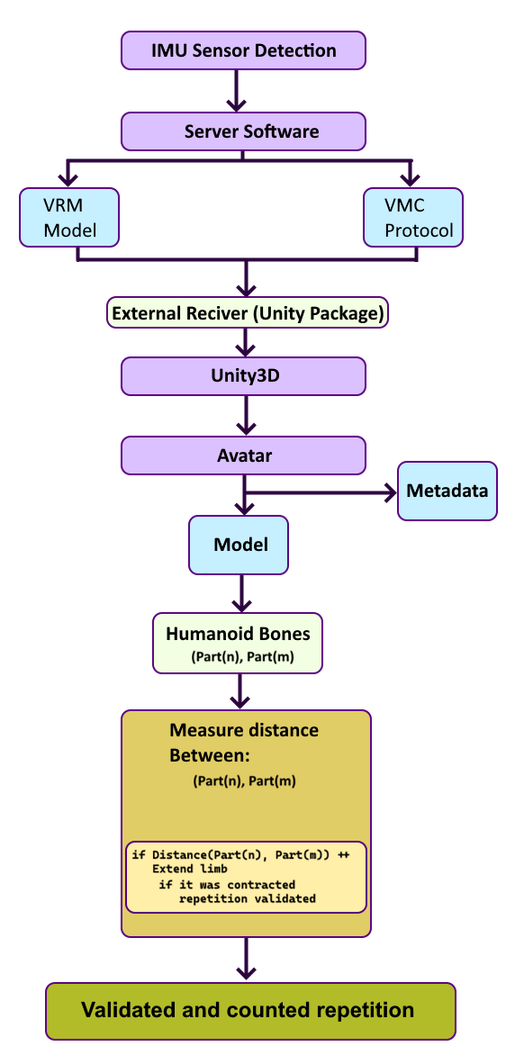 IMU Sensor Detection
Server Software
VRM
Model
VMC
Protocol
External Reciver (Unity Package)
Unity3D
Avatar
Metadata
Model
Humanoid Bones
(Part(n), Part(m)
Measure distance
Between:
(Part(n), Part(m)
if Distance(Part(n), Part(m)) ++
Extend limb
if it was contracted
repetition validated
Validated and counted repetition